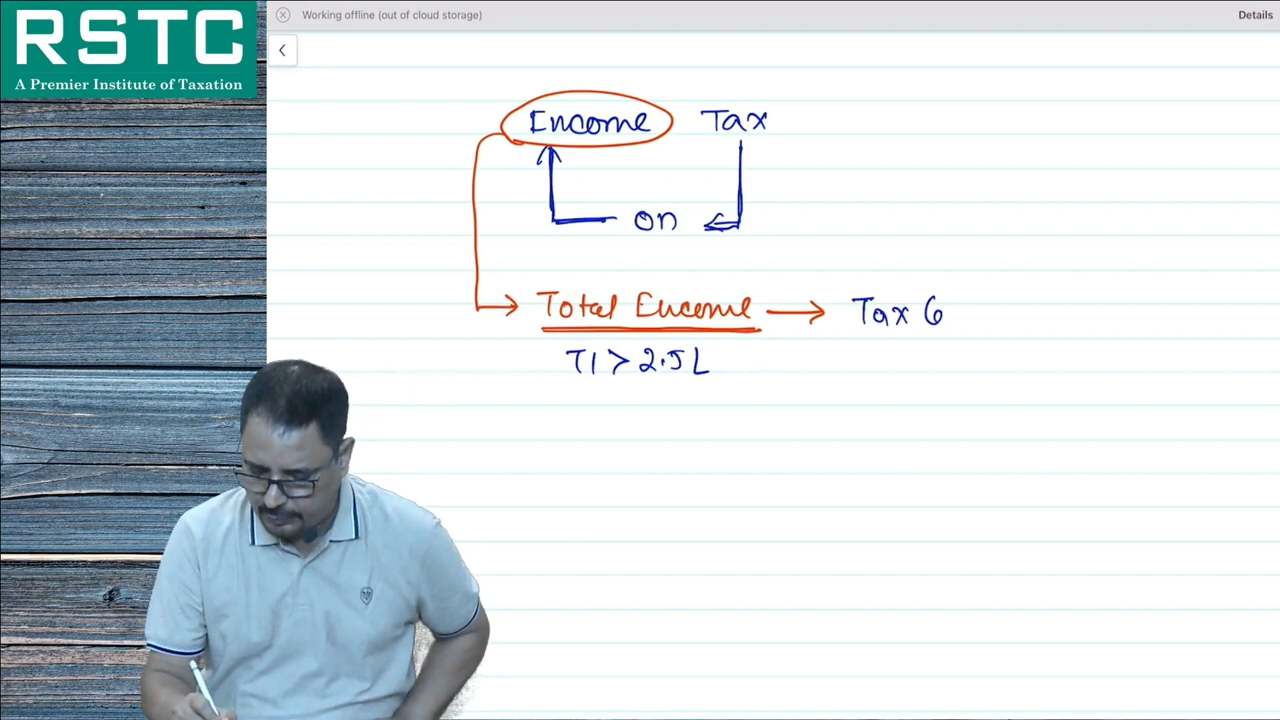 RSTC
A Premier Institute of Taxation
Working offline (out of cloud storage)
Details
Income Tax
on
Total Income → Tax 6
TI > 2.5 L